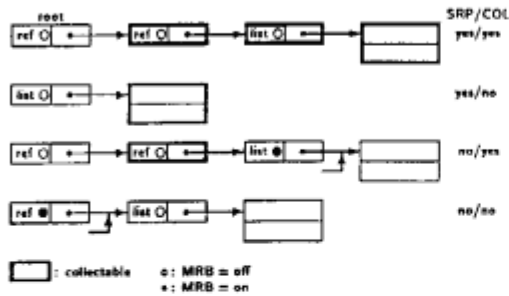 root SRP/COL
ref ref list yes/yes
list yes/no
ref ref list no/yes
ref list no/no
: collectable o : MRB = off
• : MRB = on